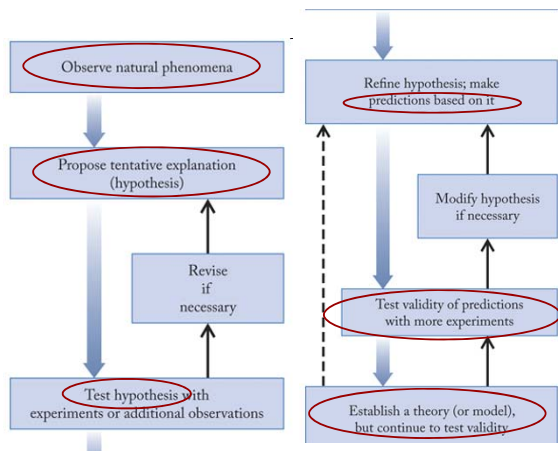 Observe natural phenomena
Propose tentative explanation
(hypothesis)
Revise
if
necessary
Test hypothesis with
experiments or additional observations
Refine hypothesis; make
predictions based on it
Modify hypothesis
if necessary
Test validity of predictions
with more experiments
Establish a theory (or model),
but continue to test validity